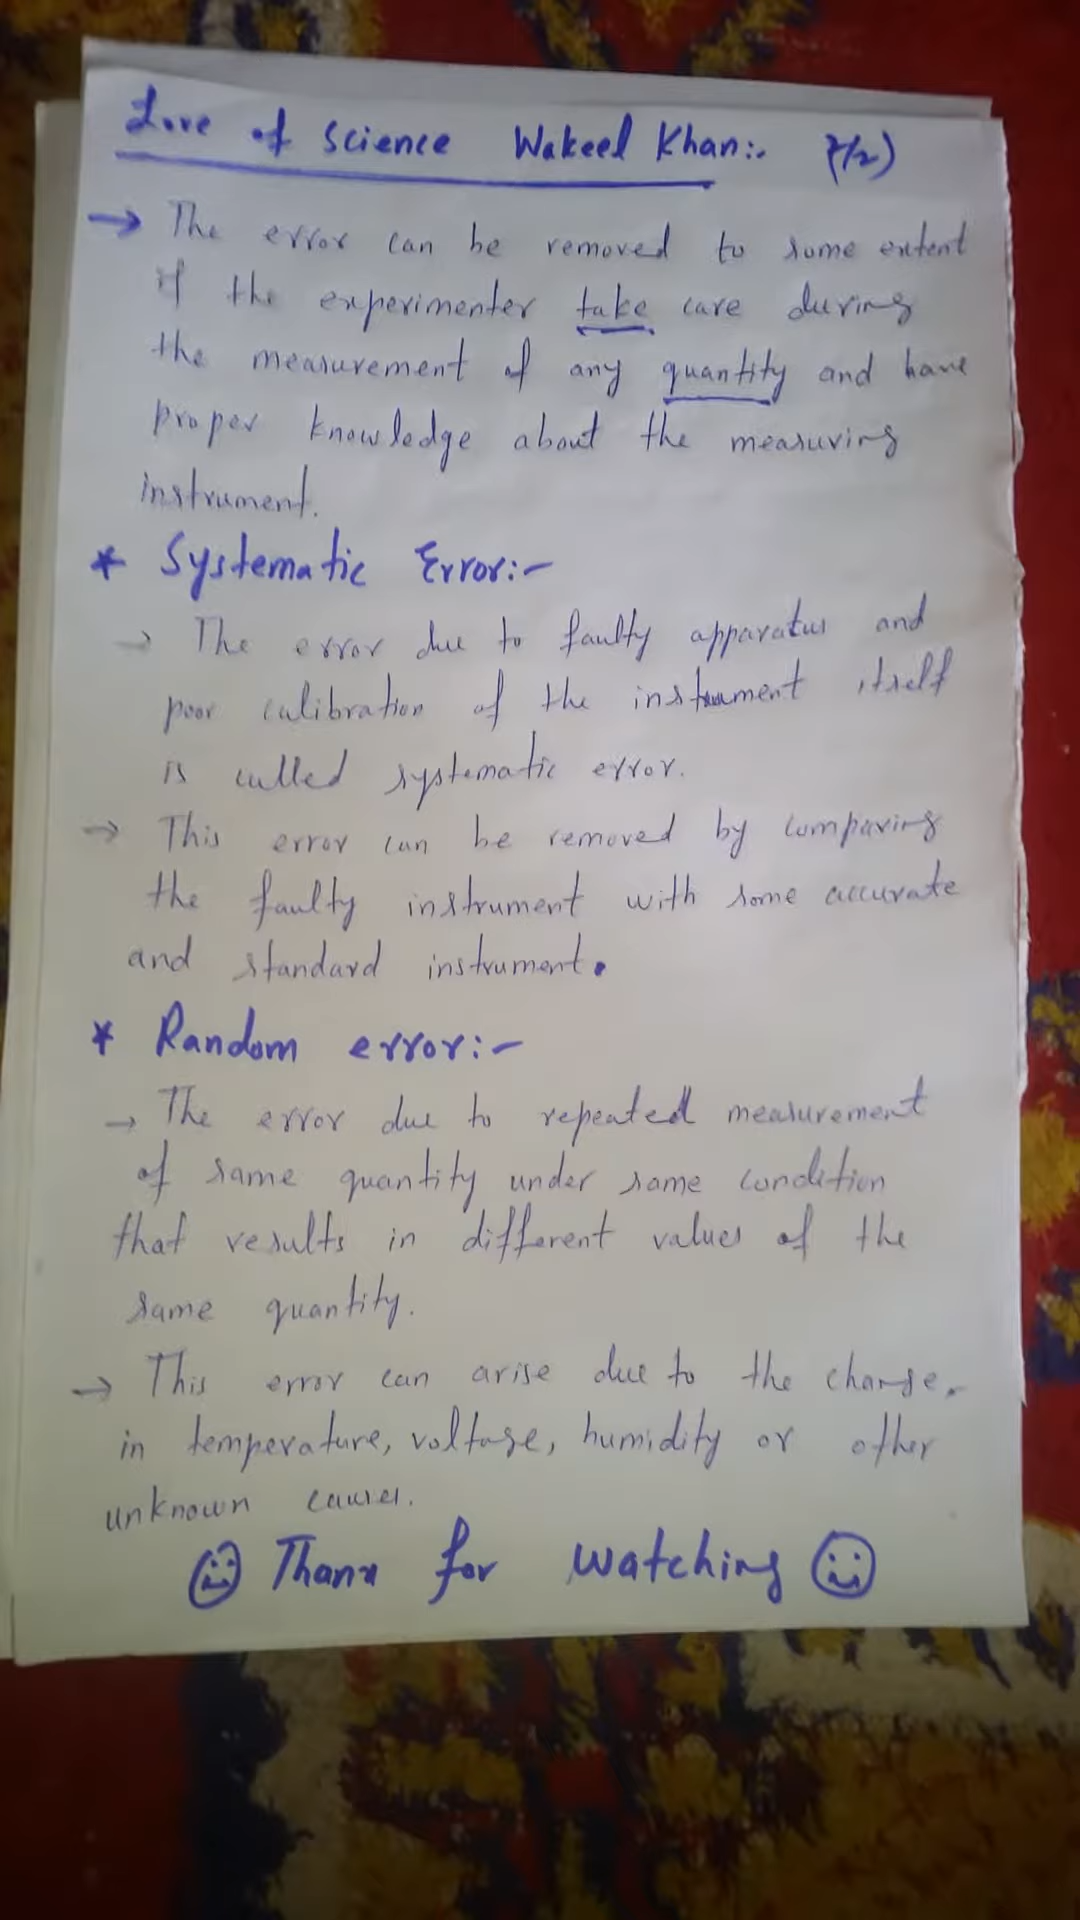 Love of Science Wakeel Khan:.
→ The error can be removed to some extent
if the experimenter take care during
the measurement of any quantity and have
proper knowledge about the measuring
instrument.
* Systematic Error:-
→ The error due to faulty apparatus and
poor calibration of the instrument itself
is called systematic error.
→ This error can be removed by comparing
the faulty instrument with some accurate
and standard instrument.
* Random error:-
→ The error due to repeated measurement
of same quantity under same condition
that results in different values of the
same quantity.
→ This error can arise due to the change
in temperature, voltage, humidity or other
unknown causes.
☺ Thanx for watching ☺